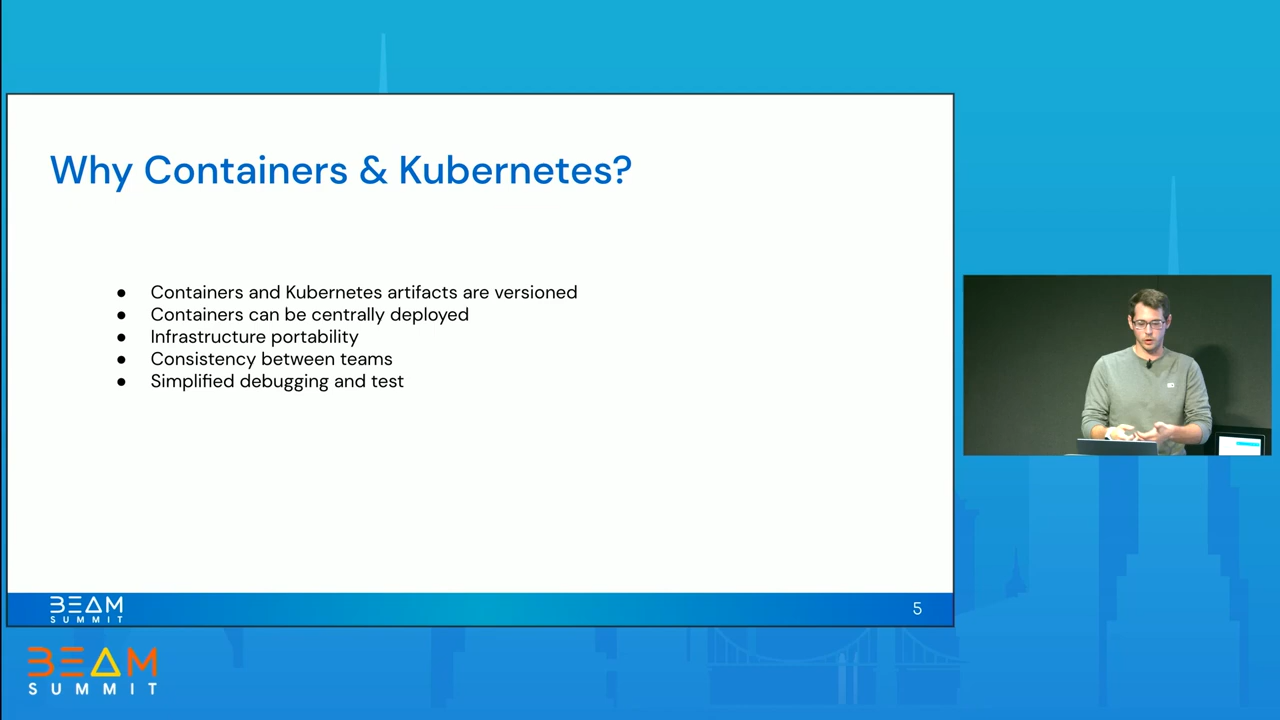 Why Containers & Kubernetes?
● Containers and Kubernetes artifacts are versioned
● Containers can be centrally deployed
● Infrastructure portability
● Consistency between teams
● Simplified debugging and test
BEAM
SUMMIT
5
BEAM
SUMMIT